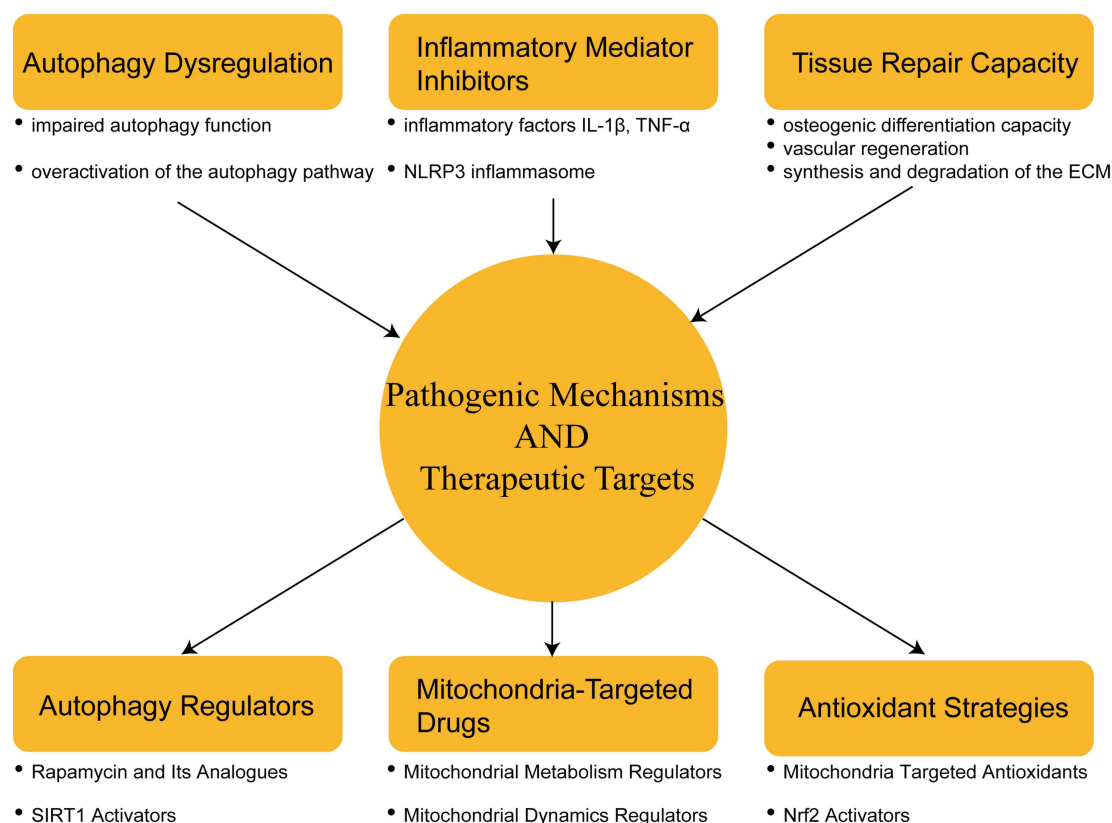 Autophagy Dysregulation
• impaired autophagy function
• overactivation of the autophagy pathway
Inflammatory Mediator
Inhibitors
• inflammatory factors IL-1β, TNF-α
• NLRP3 inflammasome
Tissue Repair Capacity
• osteogenic differentiation capacity
• vascular regeneration
• synthesis and degradation of the ECM
Pathogenic Mechanisms
AND
Therapeutic Targets
Autophagy Regulators
• Rapamycin and Its Analogues
• SIRT1 Activators
Mitochondria-Targeted
Drugs
• Mitochondrial Metabolism Regulators
• Mitochondrial Dynamics Regulators
Antioxidant Strategies
• Mitochondria Targeted Antioxidants
• Nrf2 Activators